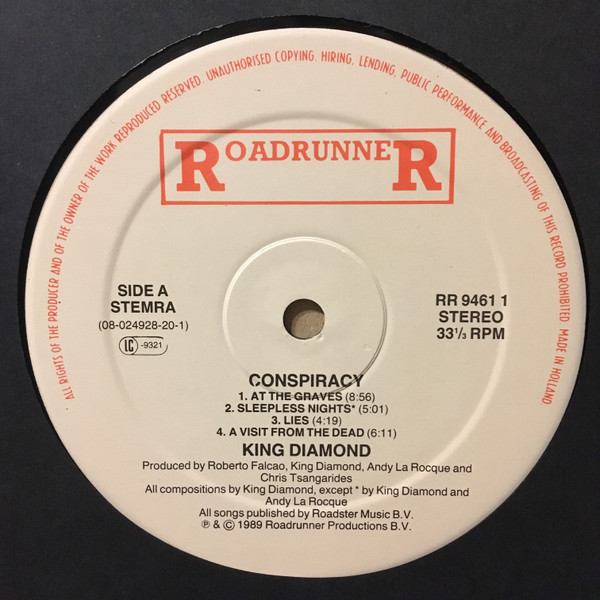 ALL RIGHTS OF THE PRODUCER AND OF THE OWNER OF THE WORK REPRODUCED RESERVED. UNAUTHORISED COPYING. HIRING, LENDING, PUBLIC PERFORMANCE AND BROADCASTING OF THIS RECORD PROHIBITED. MADE IN HOLLAND
ROADRUNNER
SIDE A
STEMRA
(08-024928-20-1)
LC -9321
RR 9461 1
STEREO
33⅓ RPM
CONSPIRACY
1. AT THE GRAVES (8:56)
2. SLEEPLESS NIGHTS* (5:01)
3. LIES (4:19)
4. A VISIT FROM THE DEAD (6:11)
KING DIAMOND
Produced by Roberto Falcao, King Diamond, Andy La Rocque and
Chris Tsangarides
All compositions by King Diamond, except * by King Diamond and
Andy La Rocque
All songs published by Roadster Music B.V.
℗ & © 1989 Roadrunner Productions B.V.